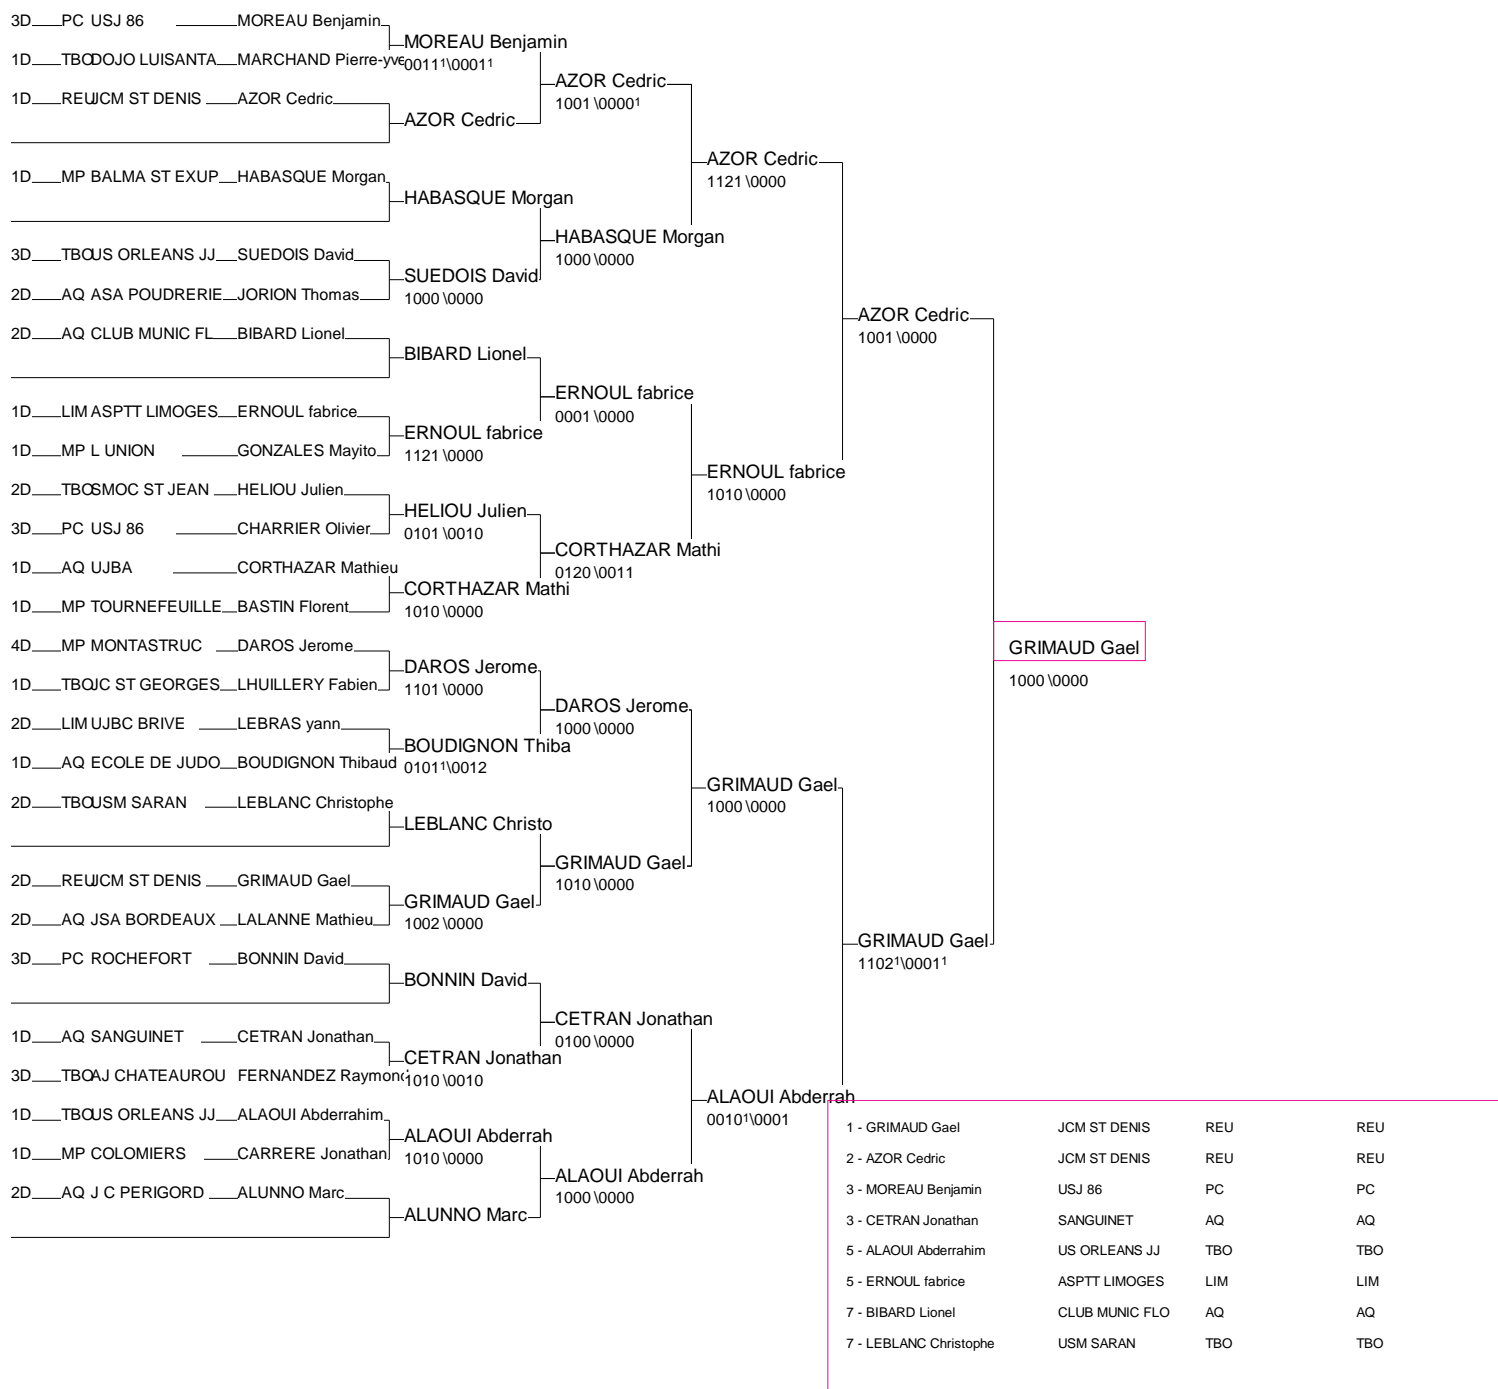 3D PC USJ 86 MOREAU Benjamin
MOREAU Benjamin
1D TBO DOJO LUISANTA MARCHAND Pierre-yve
0011¹\0001¹
AZOR Cedric
1001 \0000¹
1D REU JCM ST DENIS AZOR Cedric
AZOR Cedric
AZOR Cedric
1121 \0000
1D MP BALMA ST EXUP HABASQUE Morgan
HABASQUE Morgan
HABASQUE Morgan
1000 \0000
3D TBO US ORLEANS JJ SUEDOIS David
SUEDOIS David
1000 \0000
2D AQ ASA POUDRERIE JORION Thomas
AZOR Cedric
1001 \0000
2D AQ CLUB MUNIC FL BIBARD Lionel
BIBARD Lionel
ERNOUL fabrice
0001 \0000
1D LIM ASPTT LIMOGES ERNOUL fabrice
ERNOUL fabrice
1121 \0000
1D MP L UNION GONZALES Mayito
ERNOUL fabrice
1010 \0000
2D TBO SMOC ST JEAN HELIOU Julien
HELIOU Julien
0101 \0010
3D PC USJ 86 CHARRIER Olivier
CORTHAZAR Mathi
0120 \0011
1D AQ UJBA CORTHAZAR Mathieu
CORTHAZAR Mathi
1010 \0000
1D MP TOURNEFEUILLE BASTIN Florent
GRIMAUD Gael
1000 \0000
4D MP MONTASTRUC DAROS Jerome
DAROS Jerome
1101 \0000
1D TBO JC ST GEORGES LHUILLERY Fabien
DAROS Jerome
1000 \0000
2D LIM UJBC BRIVE LEBRAS yann
BOUDIGNON Thiba
0101¹\0012
1D AQ ECOLE DE JUDO BOUDIGNON Thibaud
GRIMAUD Gael
1000 \0000
2D TBO USM SARAN LEBLANC Christophe
LEBLANC Christo
GRIMAUD Gael
1010 \0000
2D REU JCM ST DENIS GRIMAUD Gael
GRIMAUD Gael
1002 \0000
2D AQ JSA BORDEAUX LALANNE Mathieu
GRIMAUD Gael
1102¹\0001¹
3D PC ROCHEFORT BONNIN David
BONNIN David
CETRAN Jonathan
0100 \0000
1D AQ SANGUINET CETRAN Jonathan
CETRAN Jonathan
1010 \0010
3D TBO AJ CHATEAUROU FERNANDEZ Raymond
ALAOUI Abderrah
0010¹\0001
1D TBO US ORLEANS JJ ALAOUI Abderrahim
ALAOUI Abderrah
1010 \0000
1D MP COLOMIERS CARRERE Jonathan
ALAOUI Abderrah
1000 \0000
2D AQ J C PERIGORD ALUNNO Marc
ALUNNO Marc
1 - GRIMAUD Gael JCM ST DENIS REU REU
2 - AZOR Cedric JCM ST DENIS REU REU
3 - MOREAU Benjamin USJ 86 PC PC
3 - CETRAN Jonathan SANGUINET AQ AQ
5 - ALAOUI Abderrahim US ORLEANS JJ TBO TBO
5 - ERNOUL fabrice ASPTT LIMOGES LIM LIM
7 - BIBARD Lionel CLUB MUNIC FLO AQ AQ
7 - LEBLANC Christophe USM SARAN TBO TBO